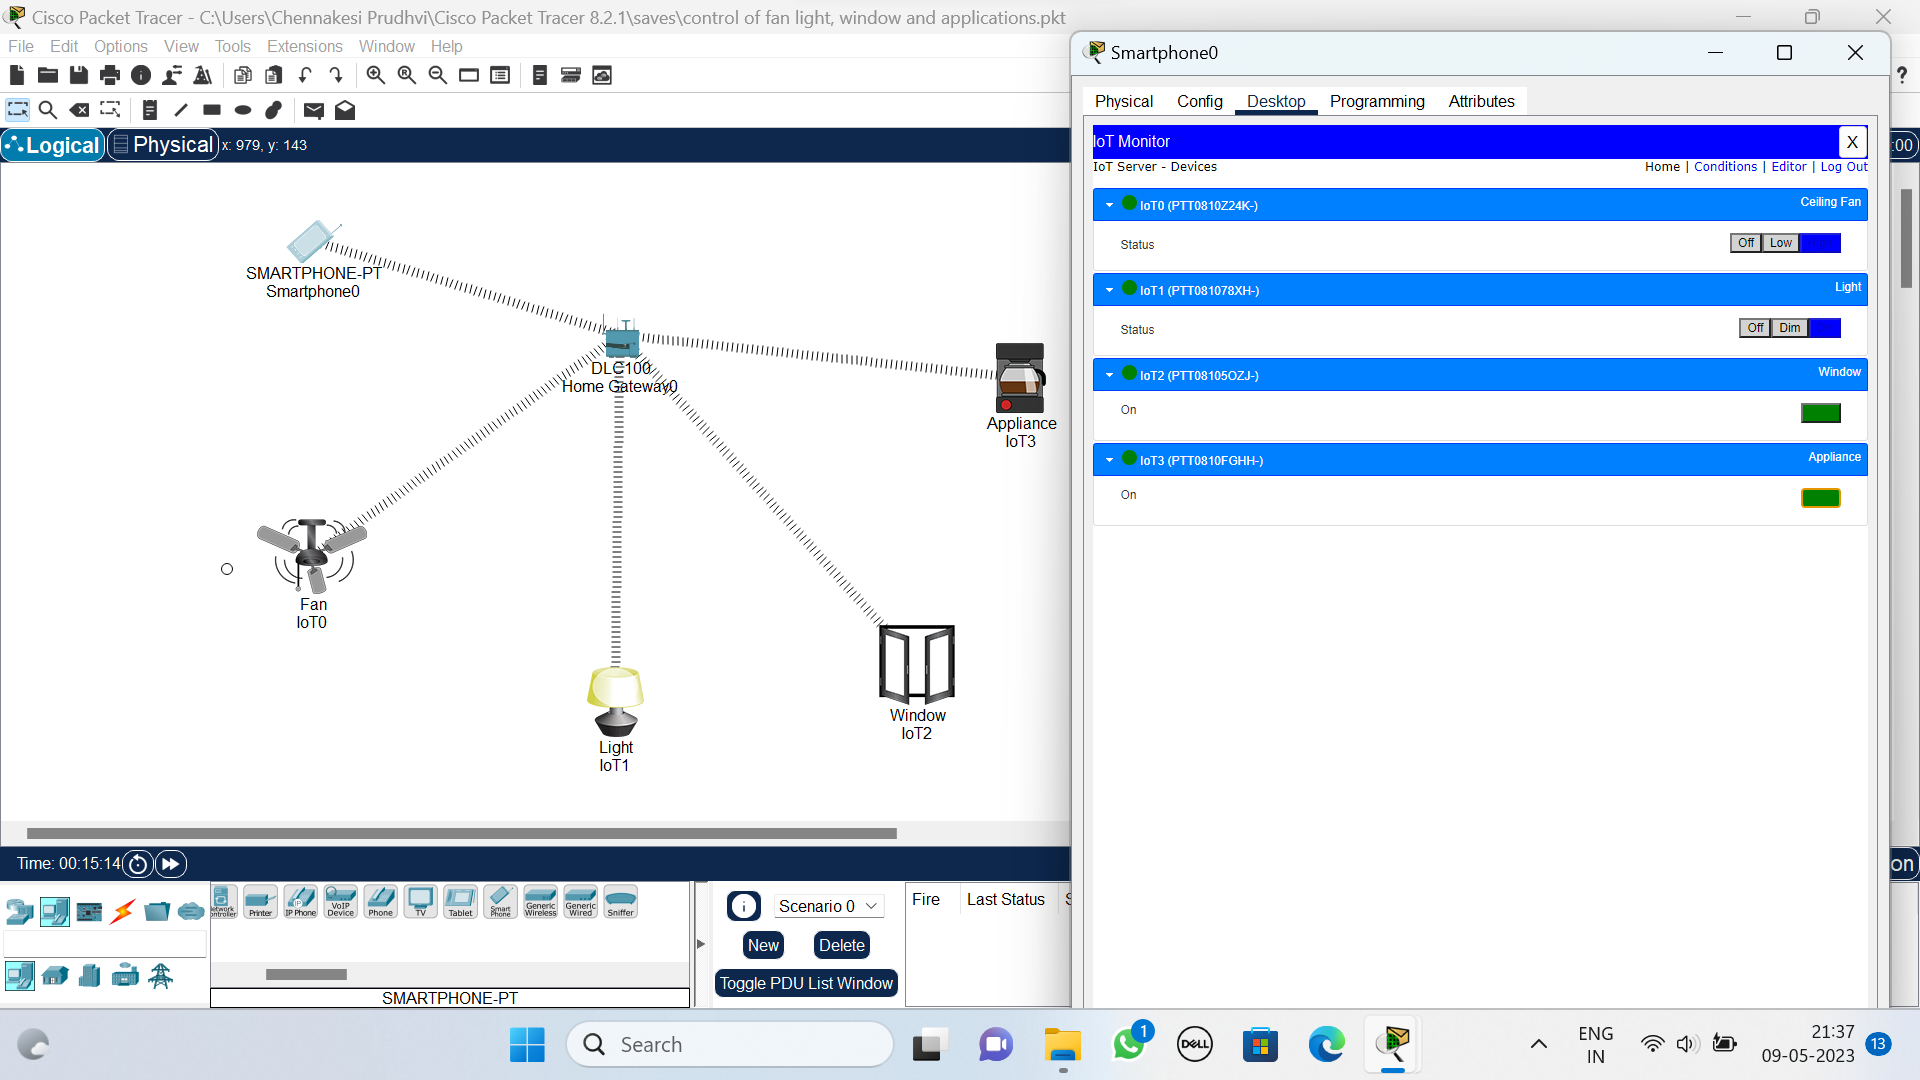 Cisco Packet Tracer - C:\Users\Chennakesi Prudhvi\Cisco Packet Tracer 8.2.1\saves\control of fan light, window and applications.pkt
File Edit Options View Tools Extensions Window Help
Logical Physical x: 979, y: 143
:00
?
SMARTPHONE-PT
Smartphone0
DLC100
Home Gateway0
Appliance
IoT3
Fan
IoT0
Light
IoT1
Window
IoT2
Smartphone0
Physical Config Desktop Programming Attributes
IoT Monitor X
IoT Server - Devices Home | Conditions | Editor | Log Out
IoT0 (PTT0810Z24K-) Ceiling Fan
Status Off Low
IoT1 (PTT081078XH-) Light
Status Off Dim
IoT2 (PTT08105OZJ-) Window
On
IoT3 (PTT0810FGHH-) Appliance
On
Time: 00:15:14
on
Printer IP Phone VoIP Device Phone TV Tablet Smart Phone Generic Wireless Generic Wired Sniffer
SMARTPHONE-PT
Scenario 0
New Delete
Toggle PDU List Window
Fire Last Status
Search
1
DELL
ENG
IN
21:37
09-05-2023
13